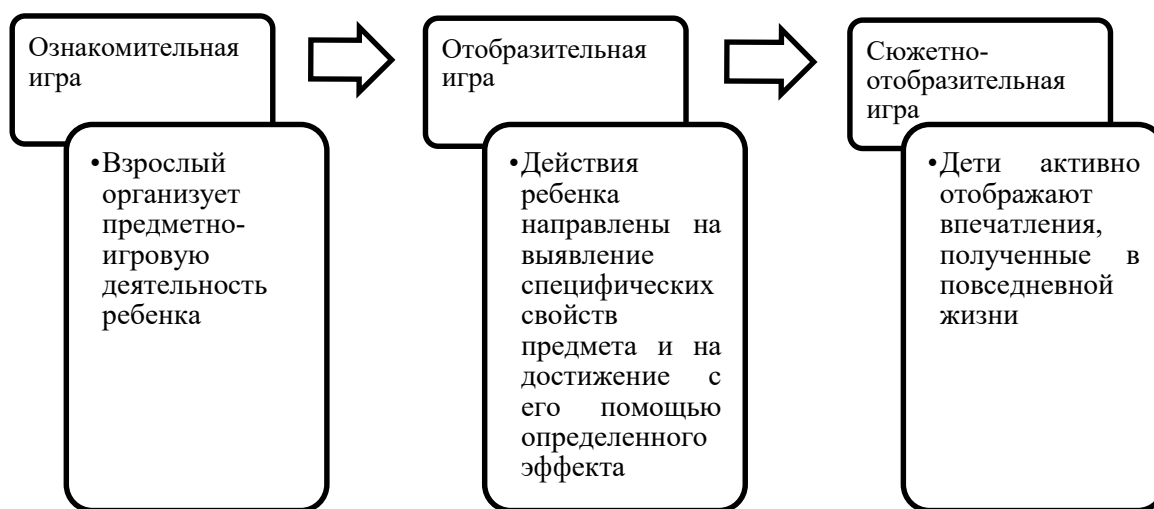 Ознакомительная
игра
•Взрослый
организует
предметно-
игровую
деятельность
ребенка
Отобразительная
игра
•Действия
ребенка
направлены на
выявление
специфических
свойств
предмета и на
достижение с
его помощью
определенного
эффекта
Сюжетно-
отобразительная
игра
•Дети активно
отображают
впечатления,
полученные в
повседневной
жизни